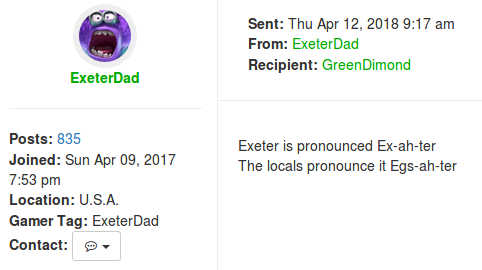 ExeterDad
Posts: 835
Joined: Sun Apr 09, 2017
7:53 pm
Location: U.S.A.
Gamer Tag: ExeterDad
Contact:
Sent: Thu Apr 12, 2018 9:17 am
From: ExeterDad
Recipient: GreenDimond
Exeter is pronounced Ex-ah-ter
The locals pronounce it Egs-ah-ter